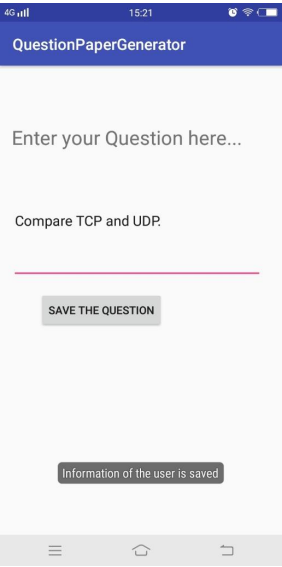 4G 15:21
QuestionPaperGenerator
Enter your Question here...
Compare TCP and UDP.
SAVE THE QUESTION
Information of the user is saved